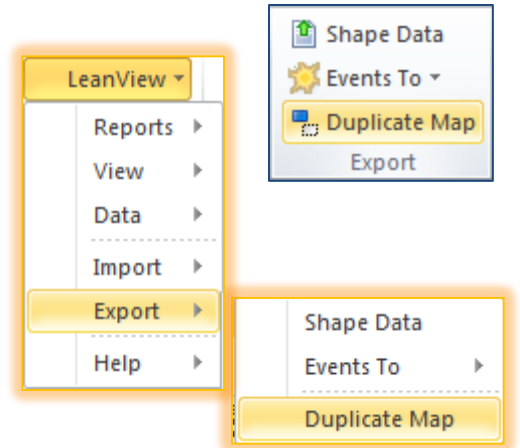 LeanView
Reports
View
Data
Import
Export
Help
Shape Data
Events To
Duplicate Map
Export
Shape Data
Events To
Duplicate Map